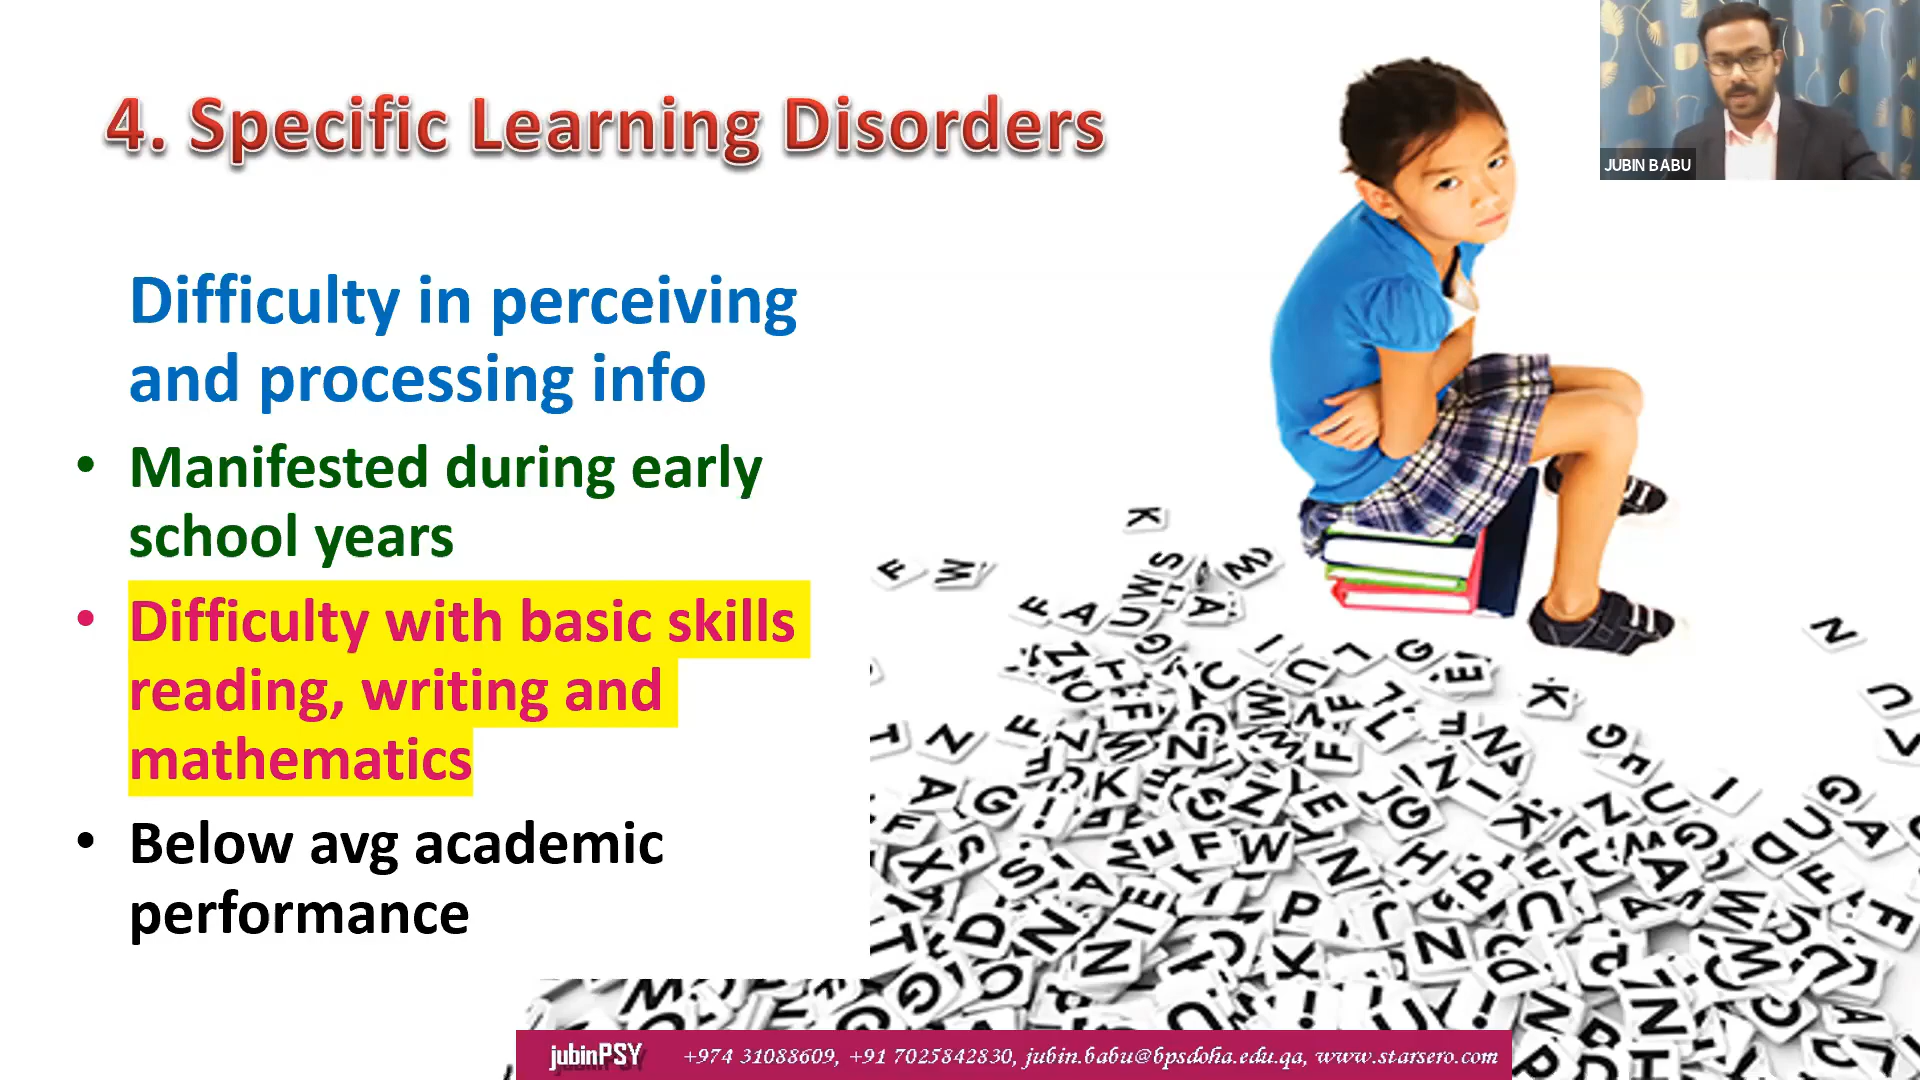 4. Specific Learning Disorders
JUBIN BABU
Difficulty in perceiving
and processing info
• Manifested during early
school years
• Difficulty with basic skills
reading, writing and
mathematics
• Below avg academic
performance
jubinPSY +974 31088609, +91 7025842830, jubin.babu@bpsdoha.edu.qa, www.starsero.com